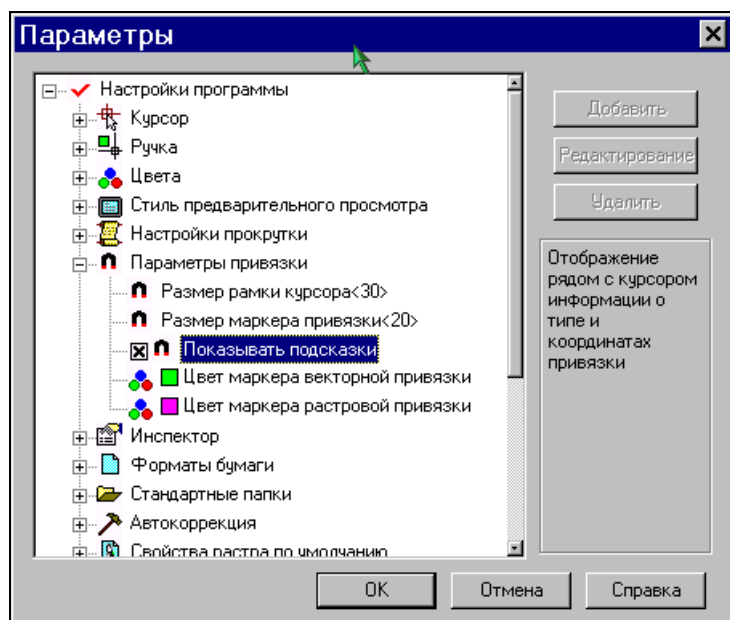 Параметры
Настройки программы
Курсор
Ручка
Цвета
Стиль предварительного просмотра
Настройки прокрутки
Параметры привязки
Размер рамки курсора<30>
Размер маркера привязки<20>
Показывать подсказки
Цвет маркера векторной привязки
Цвет маркера растровой привязки
Инспектор
Форматы бумаги
Стандартные папки
Автокоррекция
Свойства растра по умолчанию
Добавить
Редактирование
Удалить
Отображение
рядом с курсором
информации о
типе и
координатах
привязки
OK
Отмена
Справка